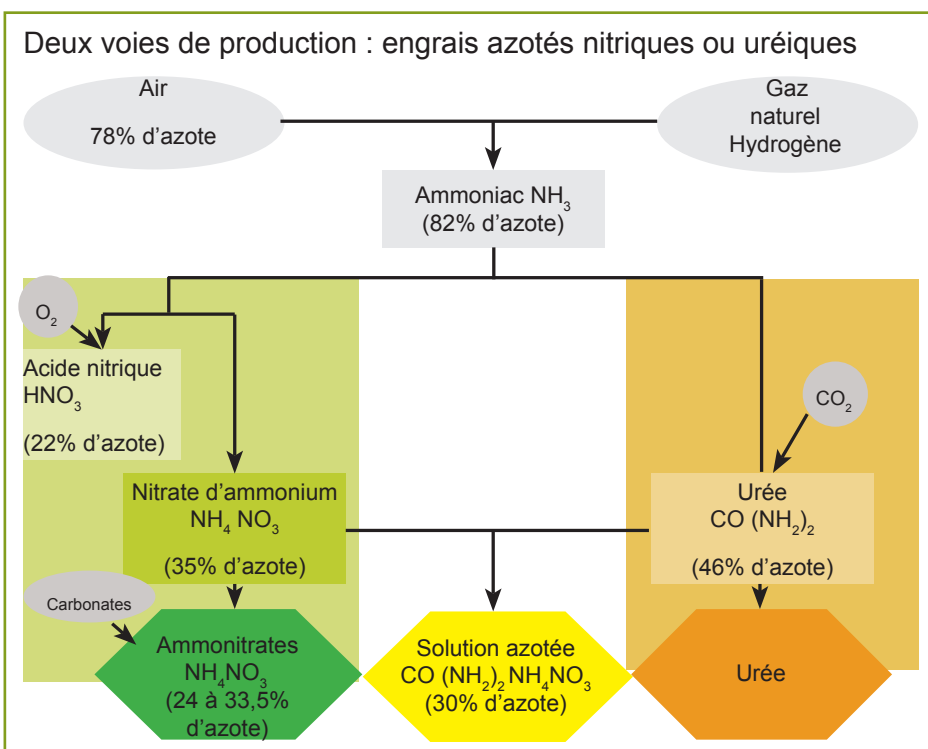 Deux voies de production : engrais azotés nitriques ou uréiques
Air
78% d'azote
Gaz
naturel
Hydrogène
Ammoniac NH₃
(82% d'azote)
O₂
Acide nitrique
HNO₃
(22% d'azote)
CO₂
Nitrate d'ammonium
NH₄ NO₃
(35% d'azote)
Urée
CO (NH₂)₂
(46% d'azote)
Carbonates
Ammonitrates
NH₄NO₃
(24 à 33,5%
d'azote)
Solution azotée
CO (NH₂)₂ NH₄NO₃
(30% d'azote)
Urée